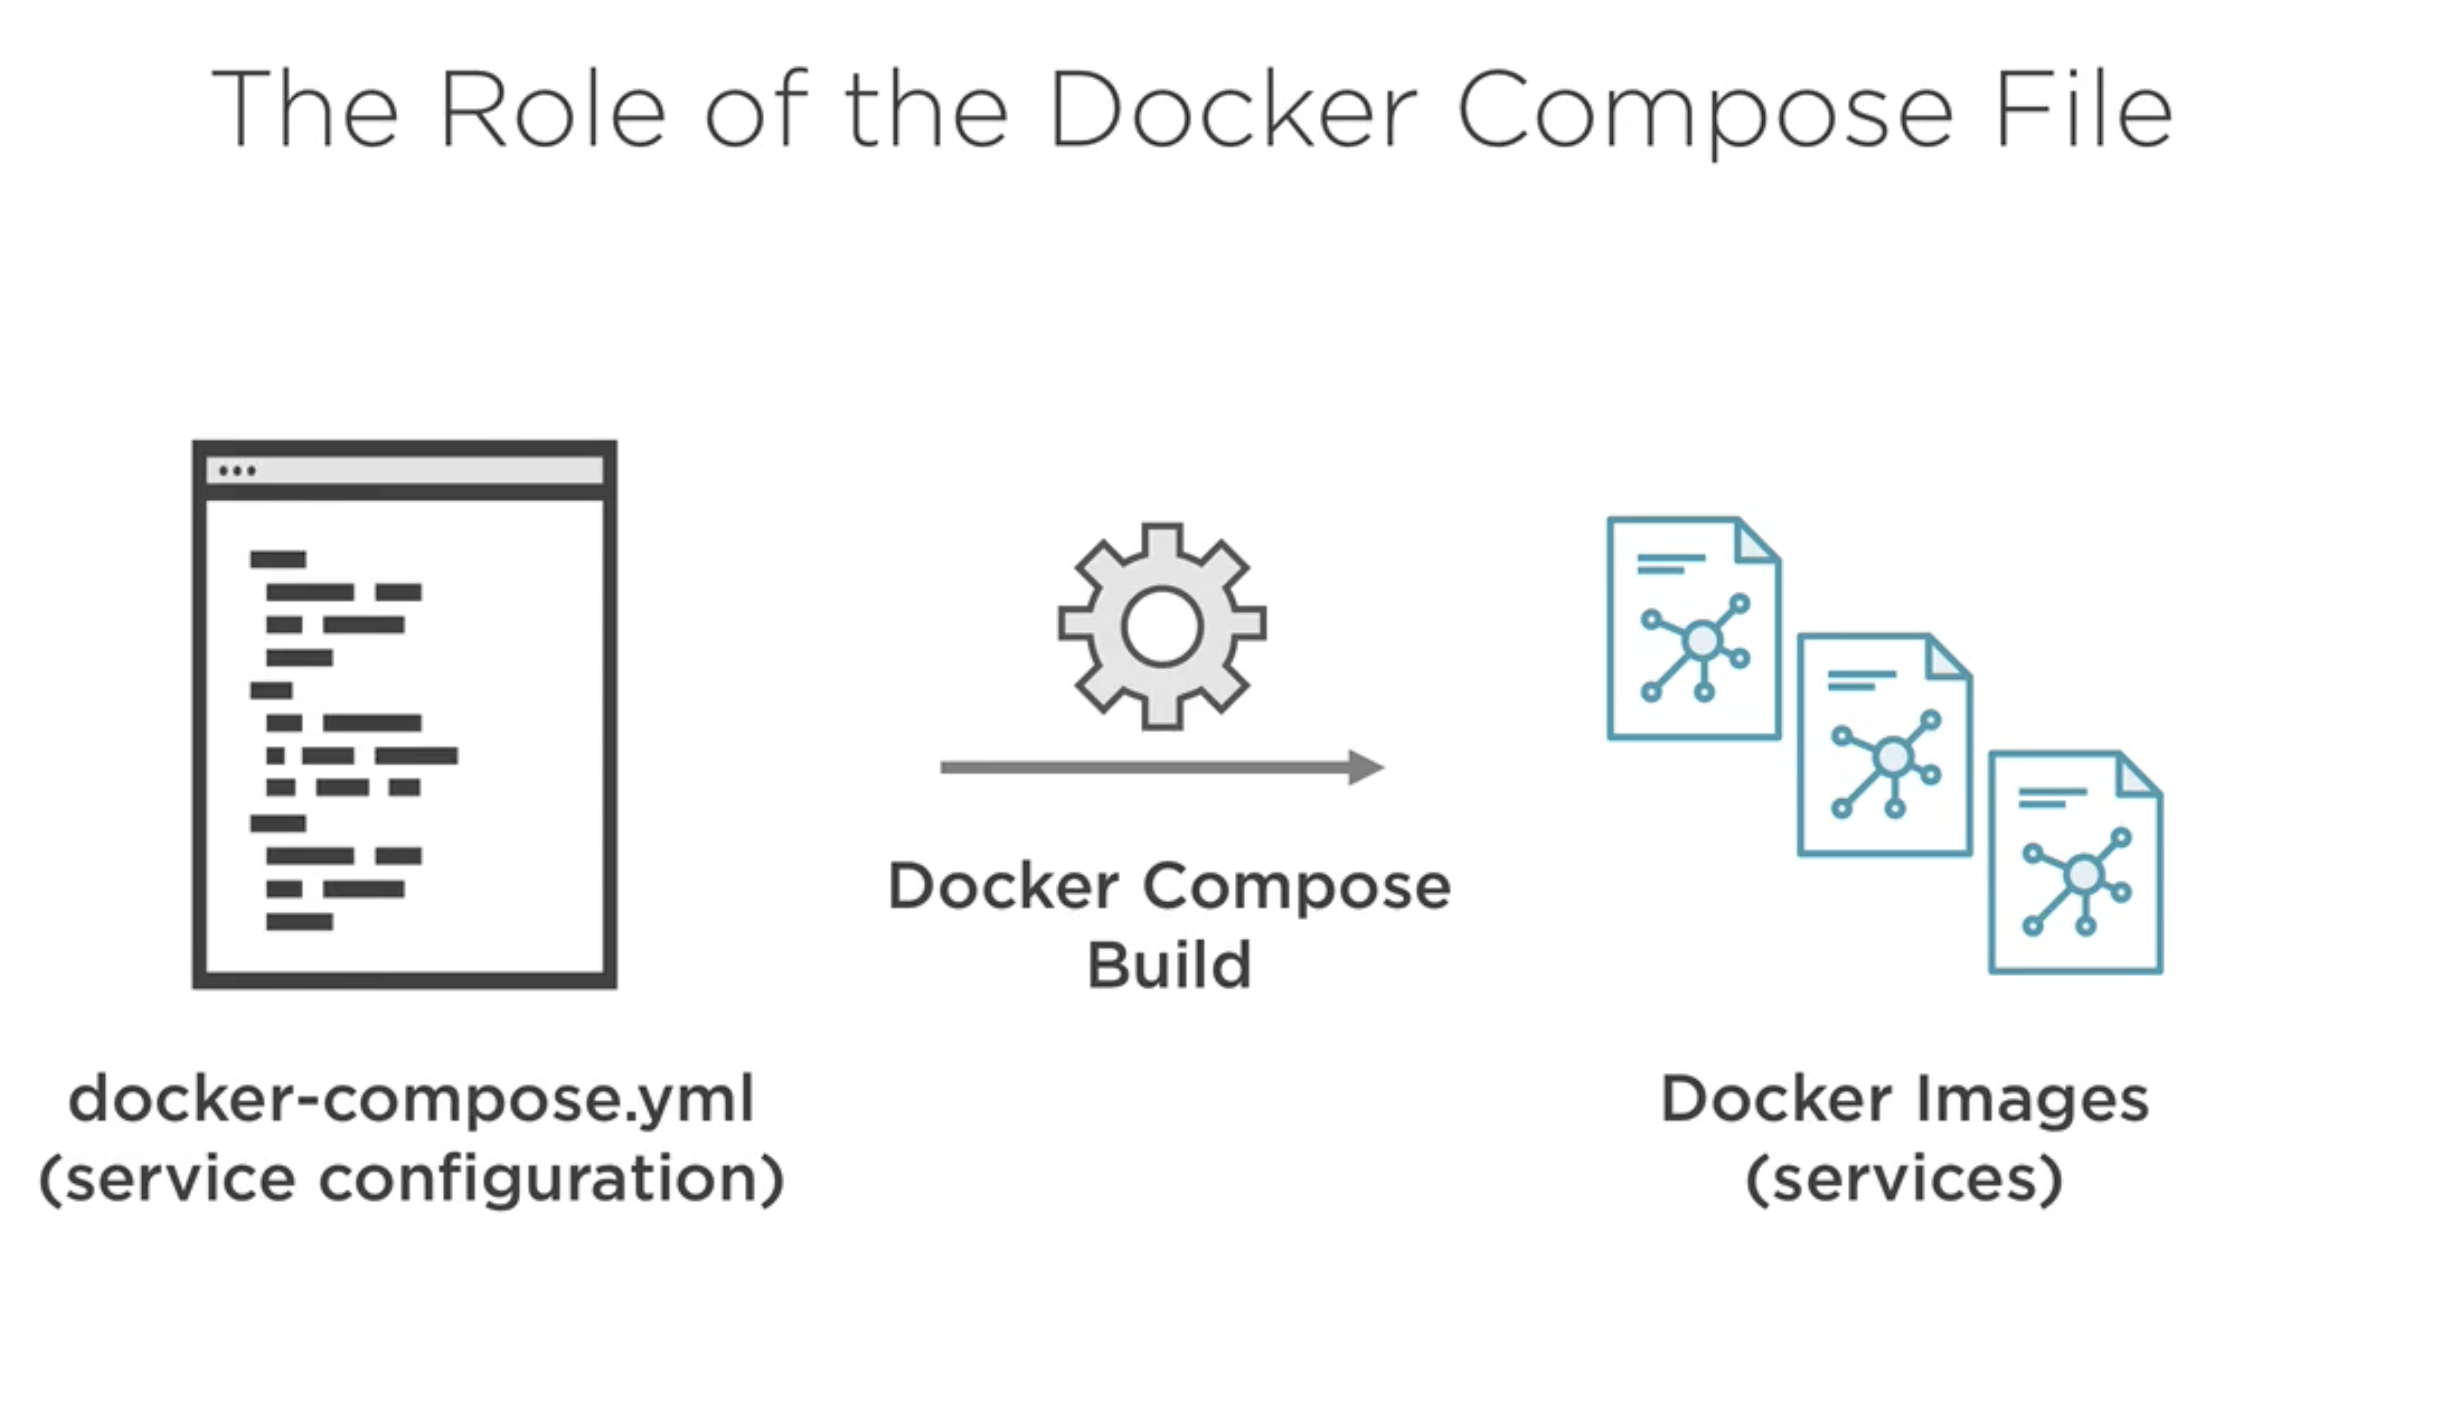 The Role of the Docker Compose File
Docker Compose
Build
docker-compose.yml
(service configuration)
Docker Images
(services)